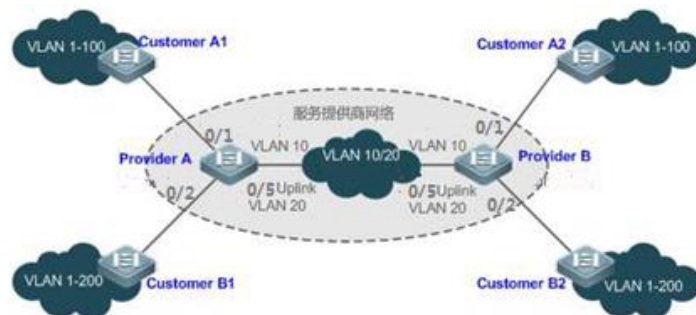 VLAN 1-100
Customer A1
Customer A2
VLAN 1-100
服务提供商网络
0/1
0/1
Provider A
VLAN 10
VLAN 10/20
VLAN 10
Provider B
0/2
0/5 Uplink
VLAN 20
0/5 Uplink
VLAN 20
0/2
VLAN 1-200
Customer B1
Customer B2
VLAN 1-200